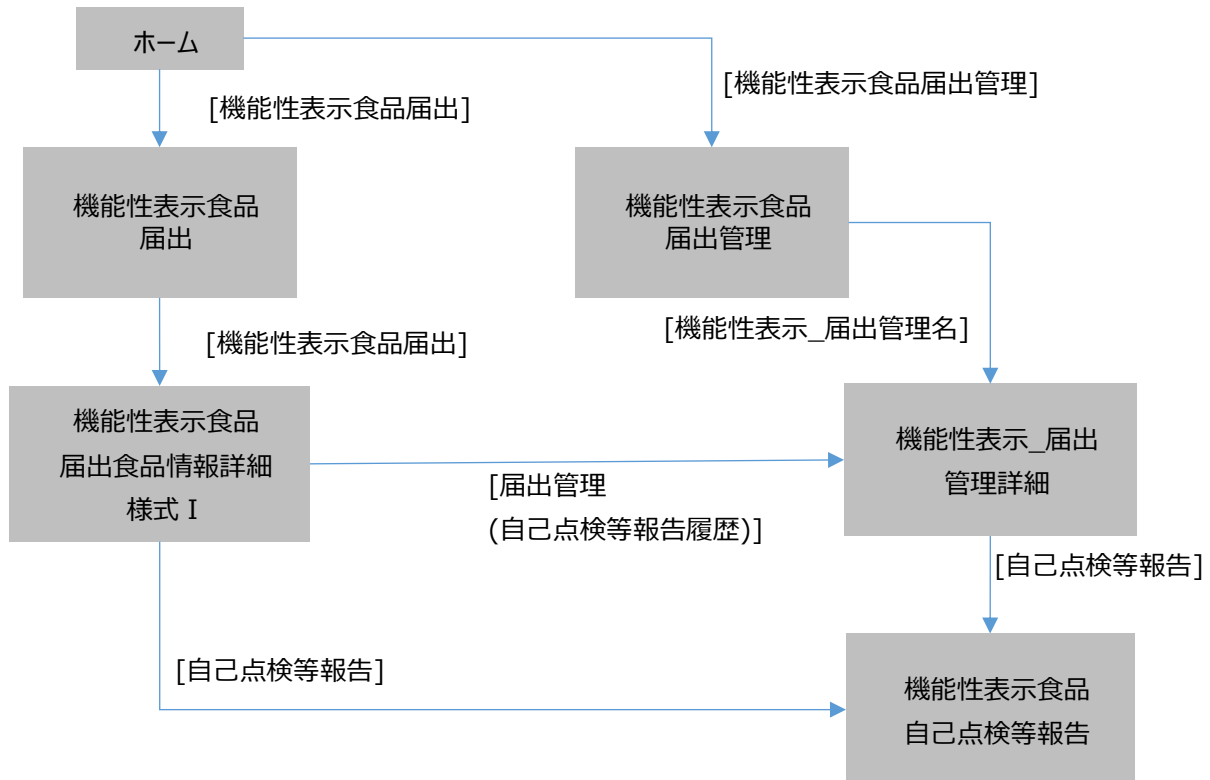 ホーム
[機能性表示食品届出管理]
[機能性表示食品届出]
機能性表示食品
届出
機能性表示食品
届出管理
[機能性表示食品届出]
[機能性表示_届出管理名]
機能性表示食品
届出食品情報詳細
様式Ⅰ
機能性表示_届出
管理詳細
[届出管理
(自己点検等報告履歴)]
[自己点検等報告]
[自己点検等報告]
機能性表示食品
自己点検等報告